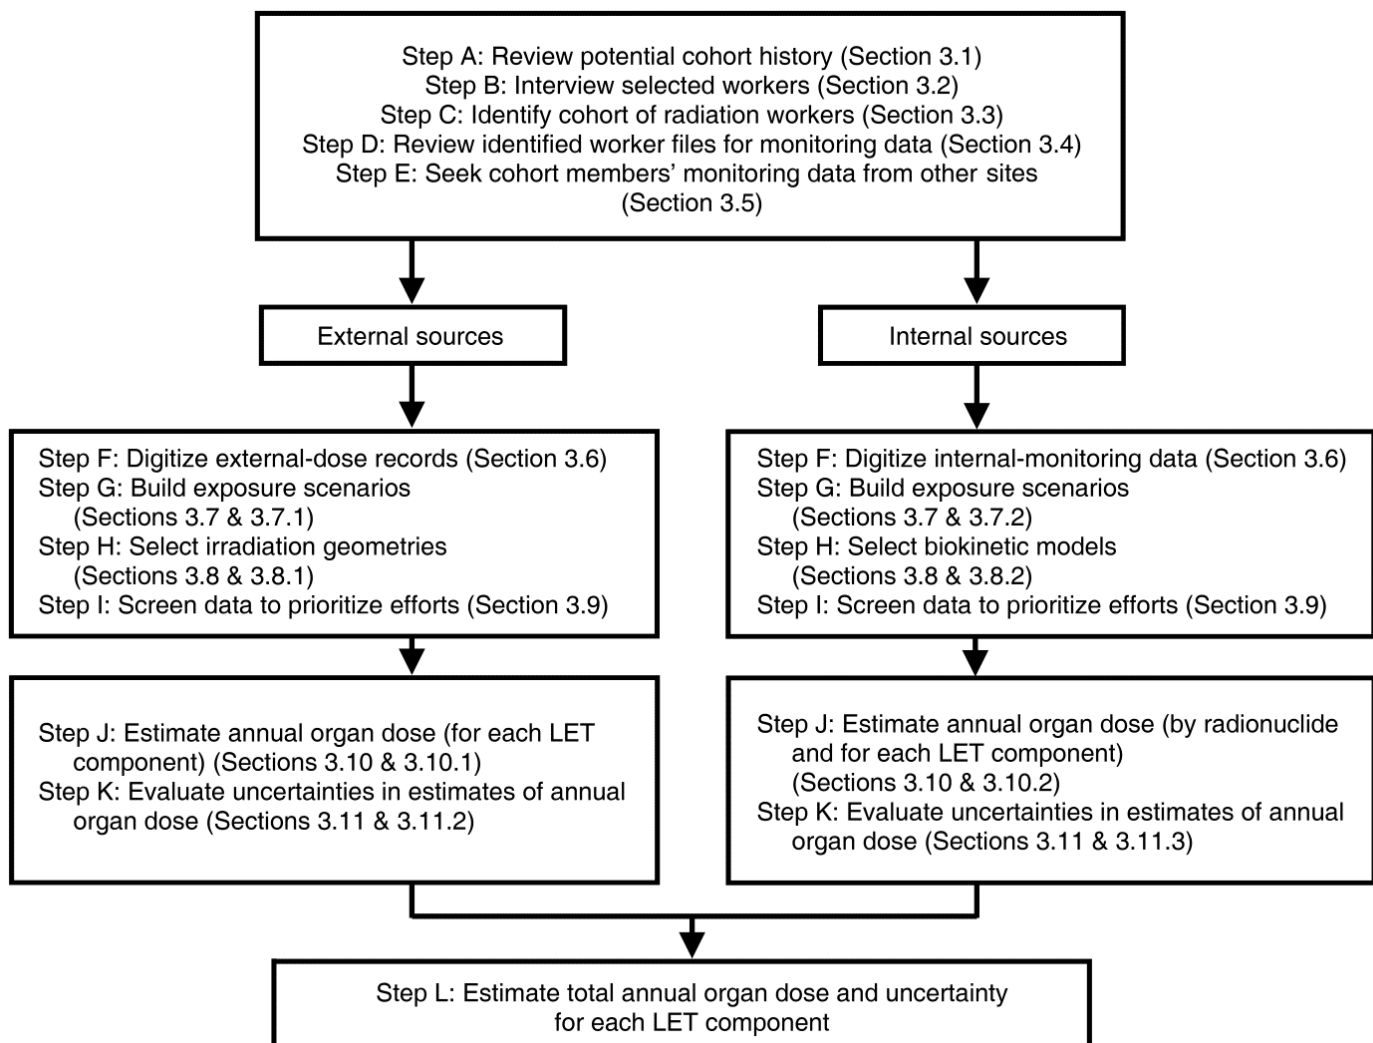 Step A: Review potential cohort history (Section 3.1)
Step B: Interview selected workers (Section 3.2)
Step C: Identify cohort of radiation workers (Section 3.3)
Step D: Review identified worker files for monitoring data (Section 3.4)
Step E: Seek cohort members’ monitoring data from other sites
(Section 3.5)
External sources
Internal sources
Step F: Digitize external-dose records (Section 3.6)
Step G: Build exposure scenarios
(Sections 3.7 & 3.7.1)
Step H: Select irradiation geometries
(Sections 3.8 & 3.8.1)
Step I: Screen data to prioritize efforts (Section 3.9)
Step F: Digitize internal-monitoring data (Section 3.6)
Step G: Build exposure scenarios
(Sections 3.7 & 3.7.2)
Step H: Select biokinetic models
(Sections 3.8 & 3.8.2)
Step I: Screen data to prioritize efforts (Section 3.9)
Step J: Estimate annual organ dose (for each LET
component) (Sections 3.10 & 3.10.1)
Step K: Evaluate uncertainties in estimates of annual
organ dose (Sections 3.11 & 3.11.2)
Step J: Estimate annual organ dose (by radionuclide
and for each LET component)
(Sections 3.10 & 3.10.2)
Step K: Evaluate uncertainties in estimates of annual
organ dose (Sections 3.11 & 3.11.3)
Step L: Estimate total annual organ dose and uncertainty
for each LET component